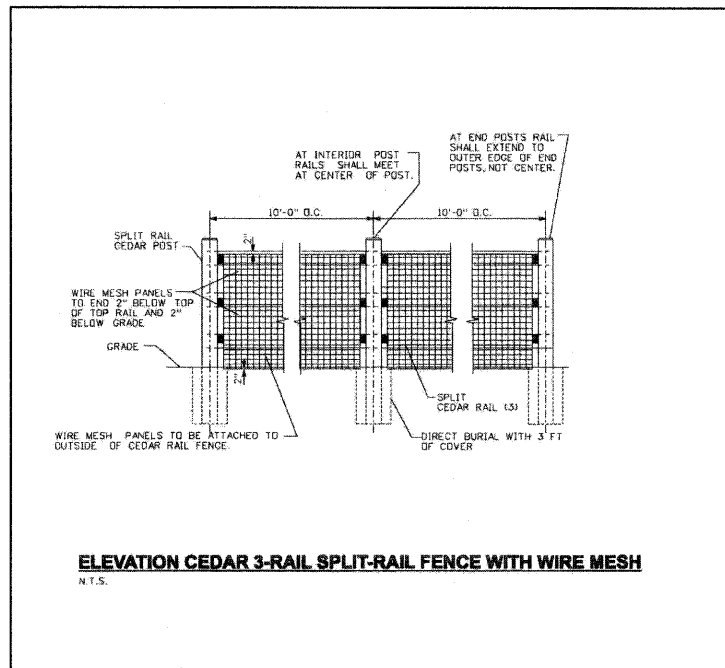 AT INTERIOR POST
RAILS SHALL MEET
AT CENTER OF POST.
AT END POSTS RAIL
SHALL EXTEND TO
OUTER EDGE OF END
POSTS, NOT CENTER.
10'-0" O.C.
10'-0" O.C.
SPLIT RAIL
CEDAR POST
2"
WIRE MESH PANELS
TO END 2" BELOW TOP
OF TOP RAIL AND 2"
BELOW GRADE
GRADE
2"
SPLIT
CEDAR RAIL (3)
WIRE MESH PANELS TO BE ATTACHED TO
OUTSIDE OF CEDAR RAIL FENCE.
DIRECT BURIAL WITH 3 FT
OF COVER
ELEVATION CEDAR 3-RAIL SPLIT-RAIL FENCE WITH WIRE MESH
N.T.S.